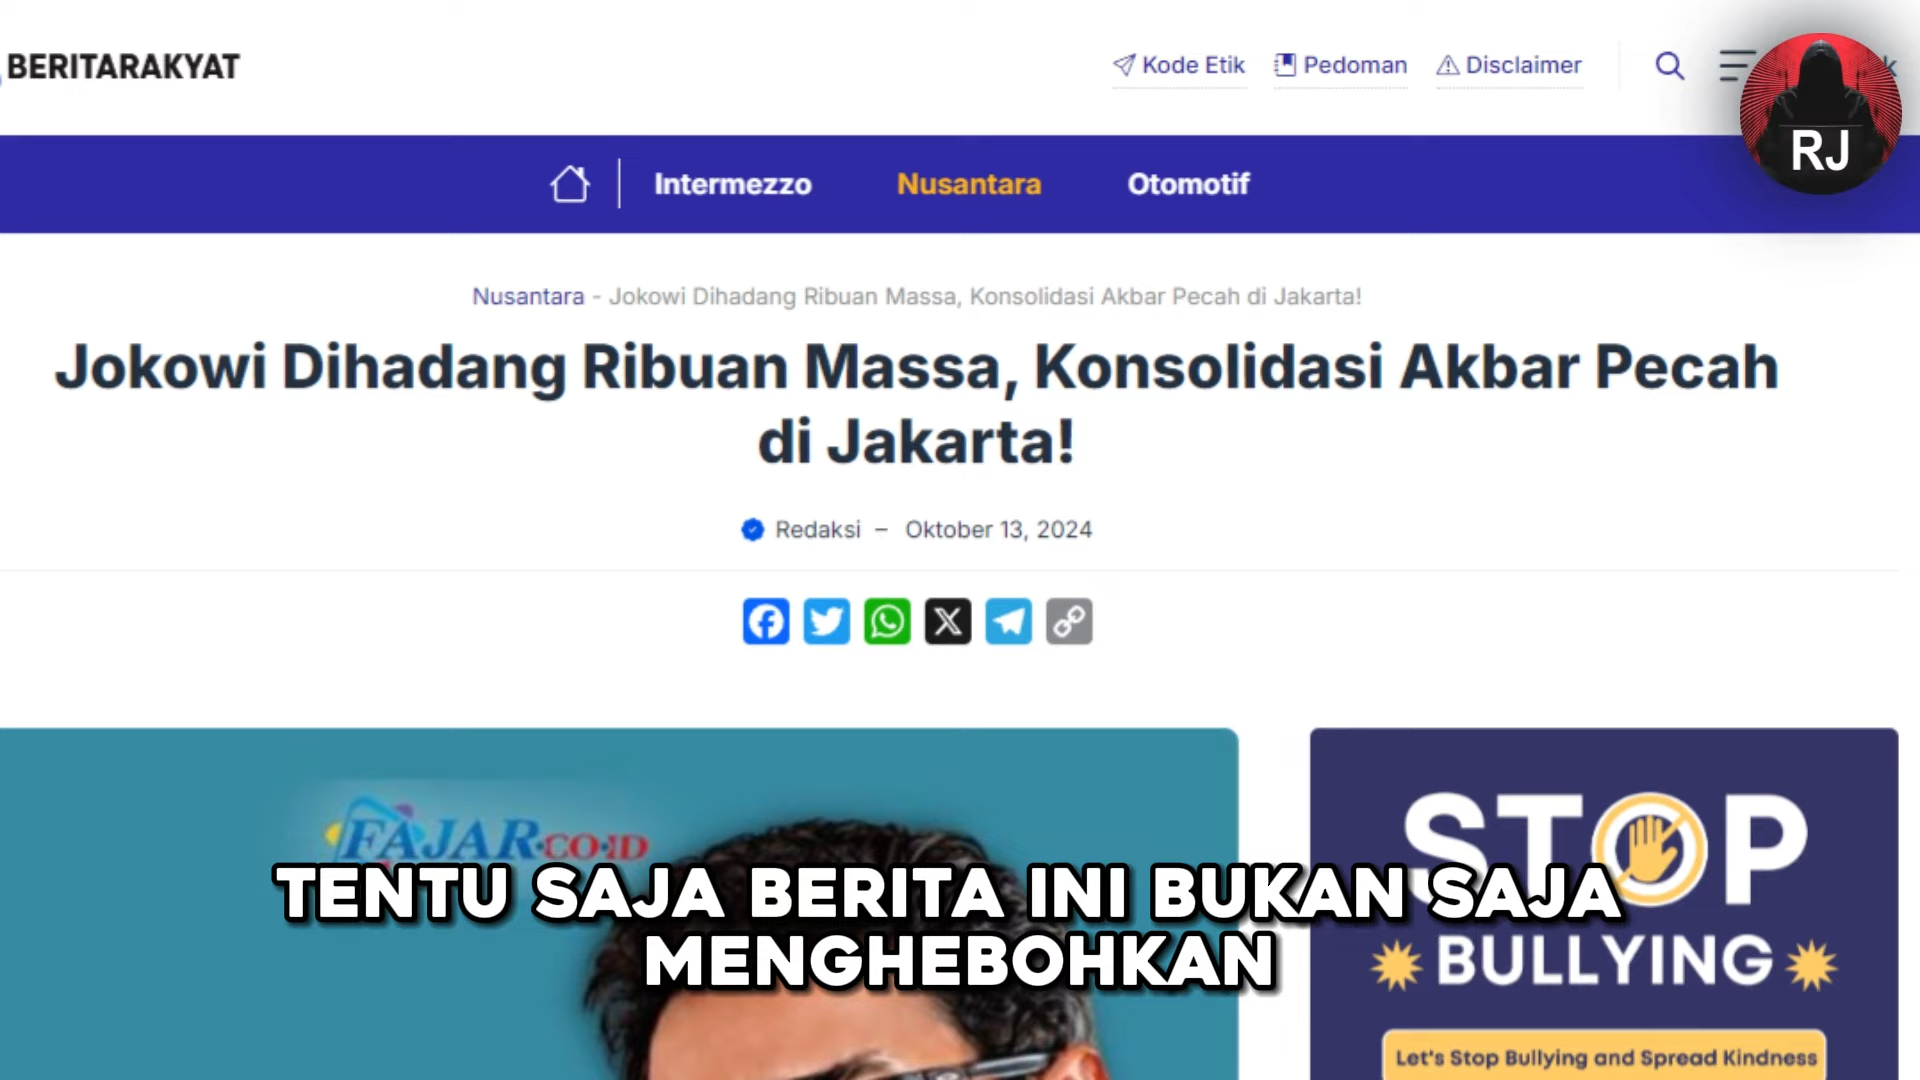 BERITARAKYAT
Kode Etik
Pedoman
Disclaimer
k
RJ
Intermezzo
Nusantara
Otomotif
Nusantara - Jokowi Dihadang Ribuan Massa, Konsolidasi Akbar Pecah di Jakarta!
Jokowi Dihadang Ribuan Massa, Konsolidasi Akbar Pecah
di Jakarta!
Redaksi – Oktober 13, 2024
FAJAR.CO.ID
TENTU SAJA BERITA INI BUKAN SAJA
MENGHEBOHKAN
STOP
BULLYING
Let's Stop Bullying and Spread Kindness